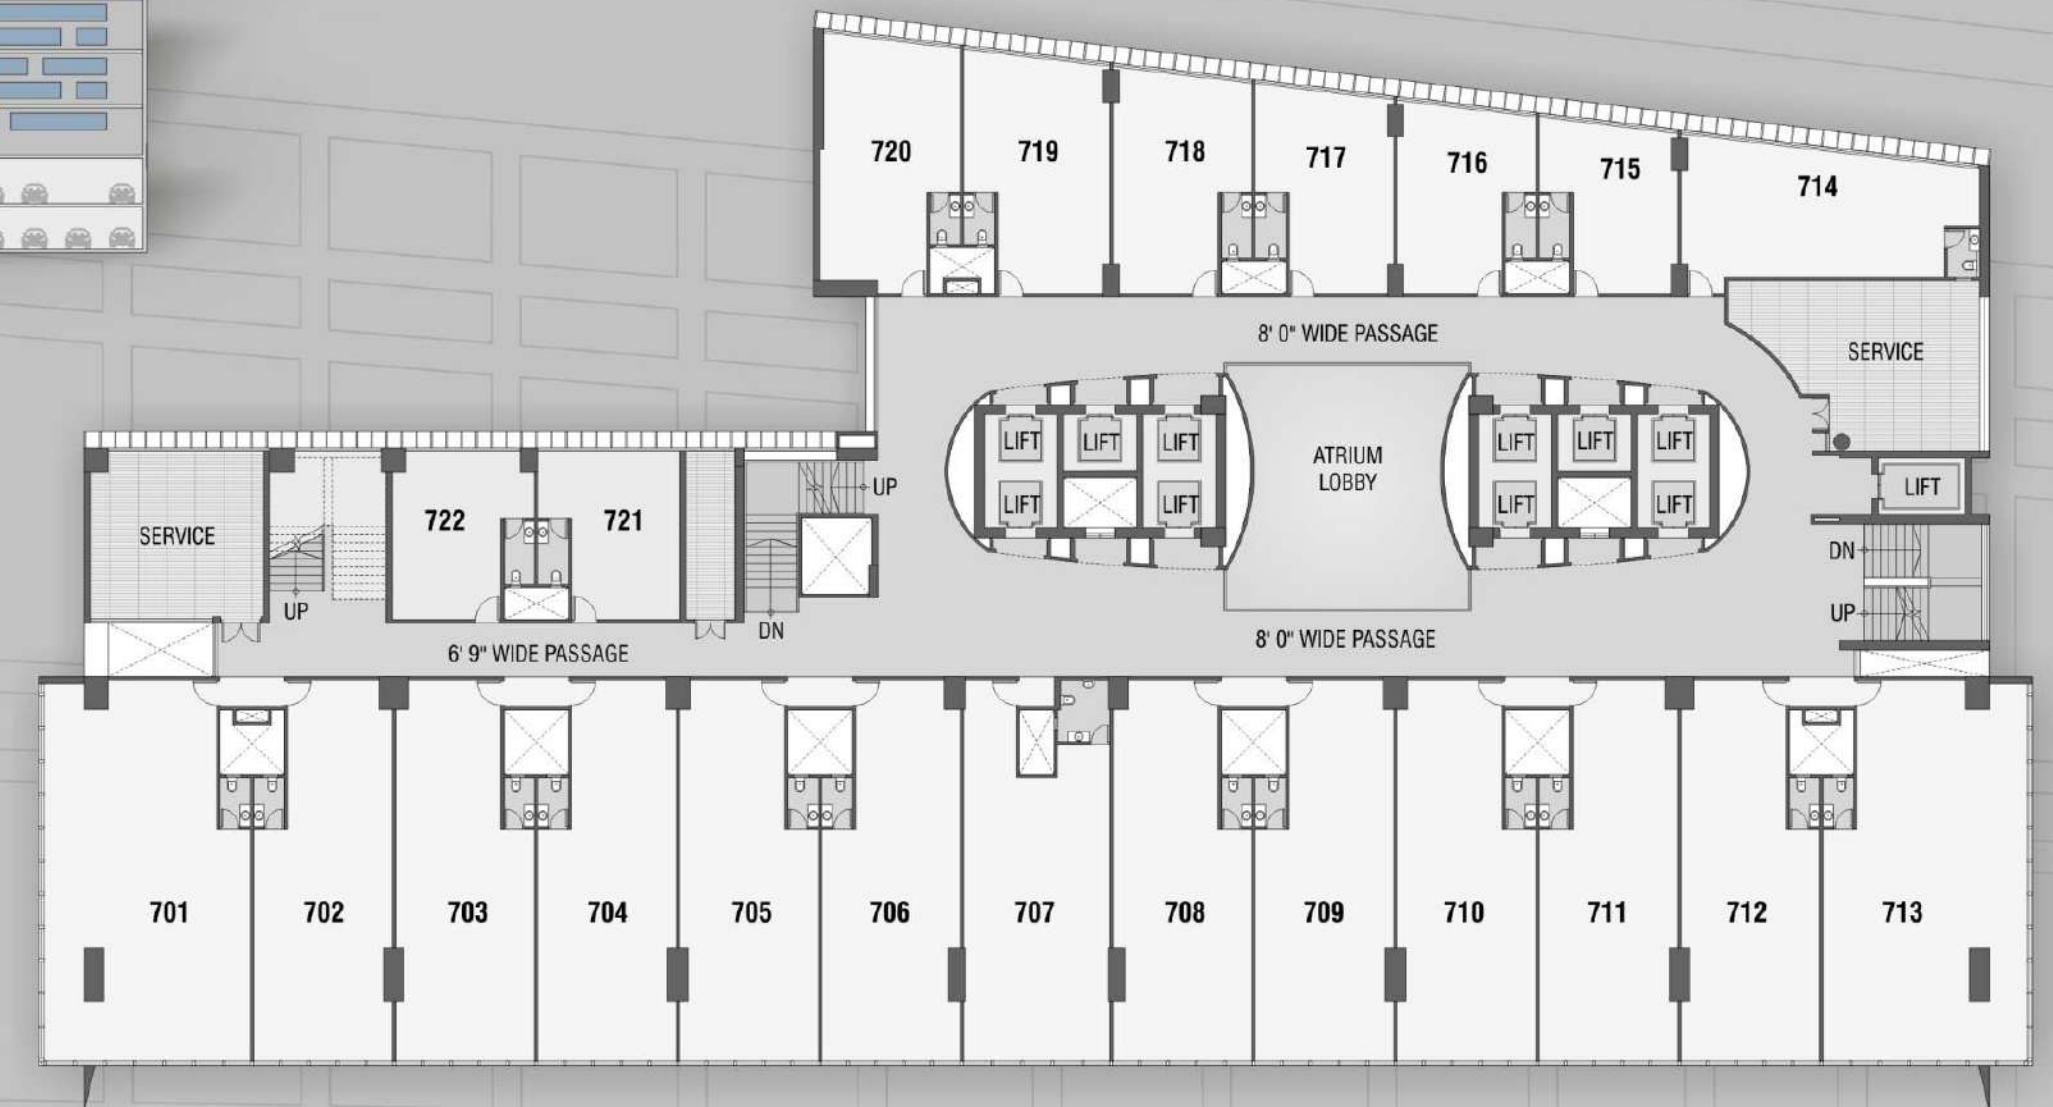 720
719
718
717
716
715
714
8' 0" WIDE PASSAGE
SERVICE
LIFT
LIFT
LIFT
LIFT
LIFT
LIFT
LIFT
LIFT
LIFT
LIFT
ATRIUM
LOBBY
LIFT
UP
722
721
SERVICE
DN
UP
UP
DN
6' 9" WIDE PASSAGE
8' 0" WIDE PASSAGE
701
702
703
704
705
706
707
708
709
710
711
712
713